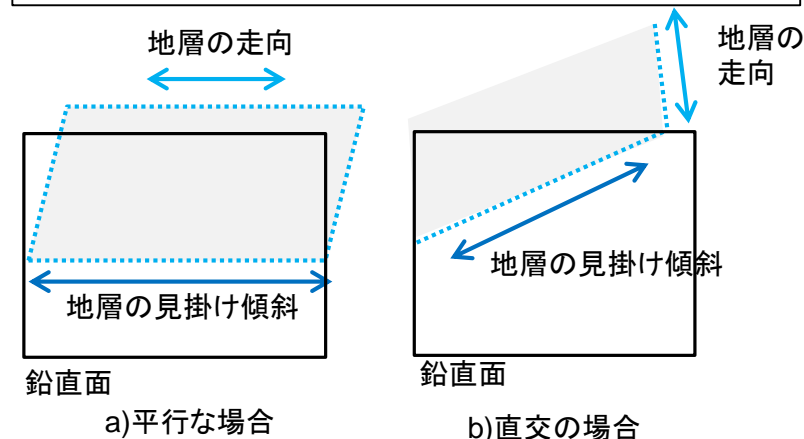 地層の走向
地層の
走向
地層の見掛け傾斜
地層の見掛け傾斜
鉛直面
鉛直面
a)平行な場合
b)直交の場合